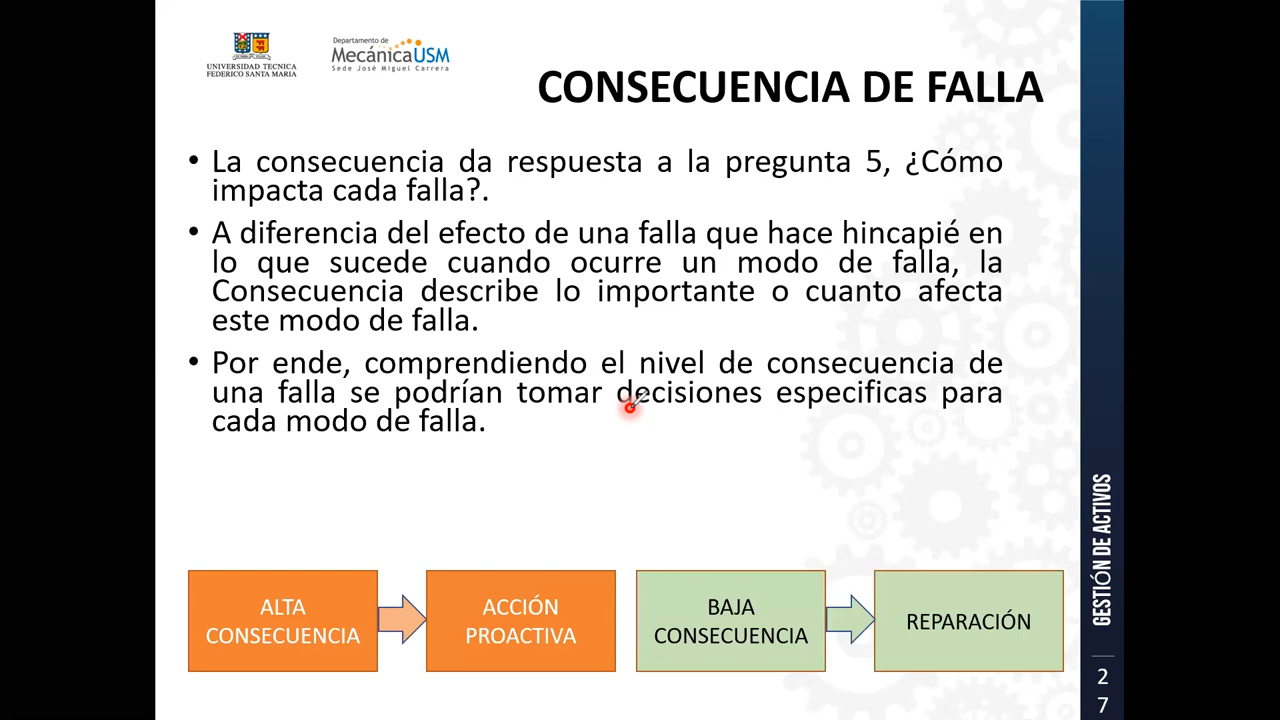 UNIVERSIDAD TECNICA
FEDERICO SANTA MARIA
Departamento de
MecánicaUSM
Sede José Miguel Carrera
CONSECUENCIA DE FALLA
• La consecuencia da respuesta a la pregunta 5, ¿Cómo
impacta cada falla?.
• A diferencia del efecto de una falla que hace hincapié en
lo que sucede cuando ocurre un modo de falla, la
Consecuencia describe lo importante o cuanto afecta
este modo de falla.
• Por ende, comprendiendo el nivel de consecuencia de
una falla se podrían tomar decisiones especificas para
cada modo de falla.
ALTA
CONSECUENCIA
ACCIÓN
PROACTIVA
BAJA
CONSECUENCIA
REPARACIÓN
GESTIÓN DE ACTIVOS
2
7